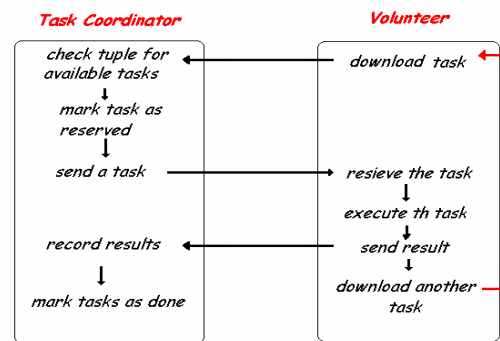 Task Coordinator
Volunteer
check tuple for
available tasks
download task
mark task as
reserved
send a task
resieve the task
execute th task
record results
send result
mark tasks as done
download another
task